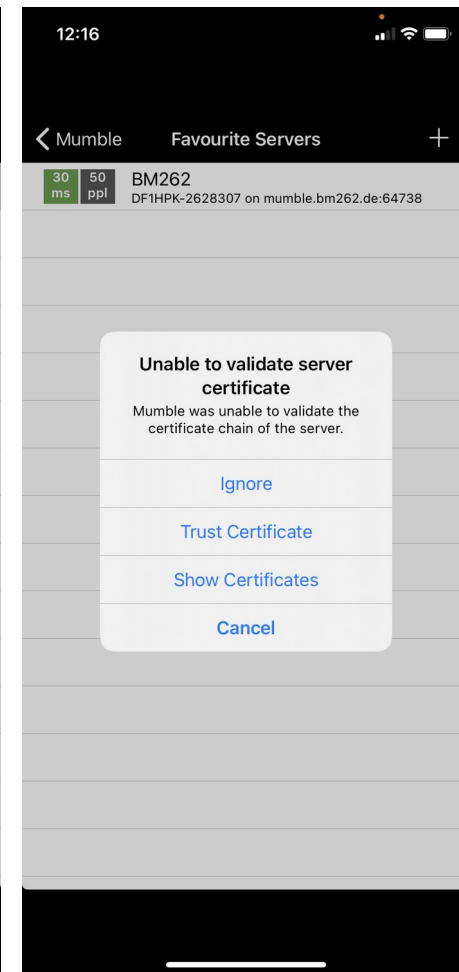 12:16
Mumble Favourite Servers +
30 50 BM262
ms ppl DF1HPK-2628307 on mumble.bm262.de:64738
Unable to validate server
certificate
Mumble was unable to validate the
certificate chain of the server.
Ignore
Trust Certificate
Show Certificates
Cancel